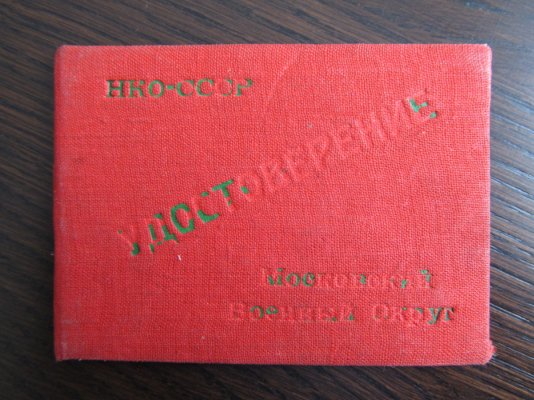 НКО-СССР
УДОСТОВЕРЕНИЕ
Московский
Военный Округ